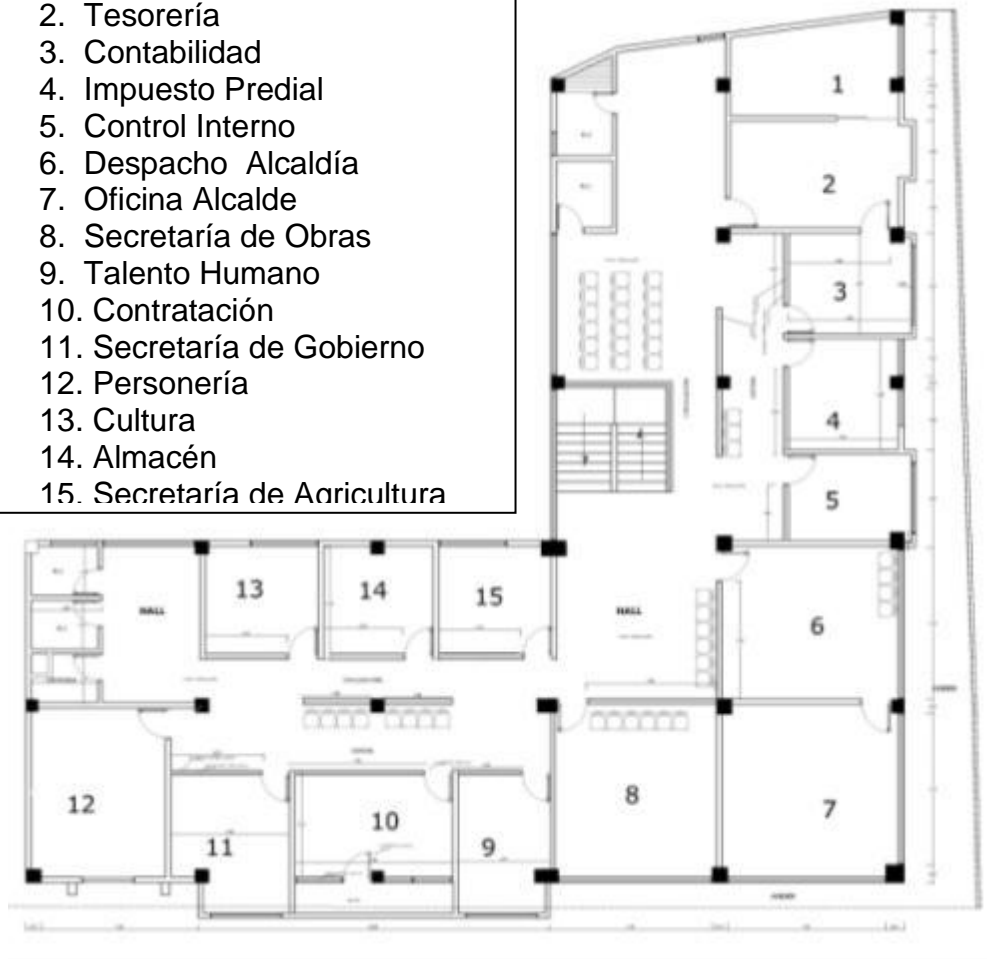 2. Tesorería
3. Contabilidad
4. Impuesto Predial
5. Control Interno
6. Despacho Alcaldía
7. Oficina Alcalde
8. Secretaría de Obras
9. Talento Humano
10. Contratación
11. Secretaría de Gobierno
12. Personería
13. Cultura
14. Almacén
15. Secretaría de Agricultura
1
2
3
4
5
13
14
15
HALL
HALL
6
12
11
10
9
8
7